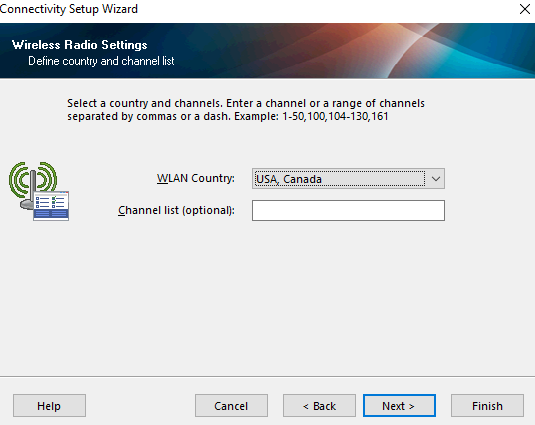 Connectivity Setup Wizard
Wireless Radio Settings
Define country and channel list
Select a country and channels. Enter a channel or a range of channels
separated by commas or a dash. Example: 1-50,100,104-130,161
WLAN Country:
USA, Canada
Channel list (optional):
Help
Cancel
< Back
Next >
Finish